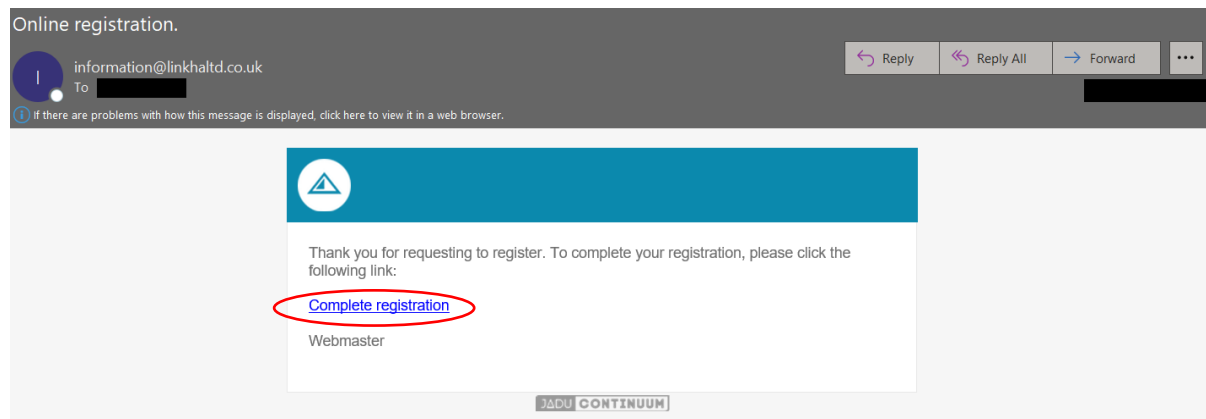 Online registration.
I
information@linkhaltd.co.uk
To
Reply
Reply All
Forward
If there are problems with how this message is displayed, click here to view it in a web browser.
Thank you for requesting to register. To complete your registration, please click the
following link:
Complete registration
Webmaster
JADU CONTINUUM